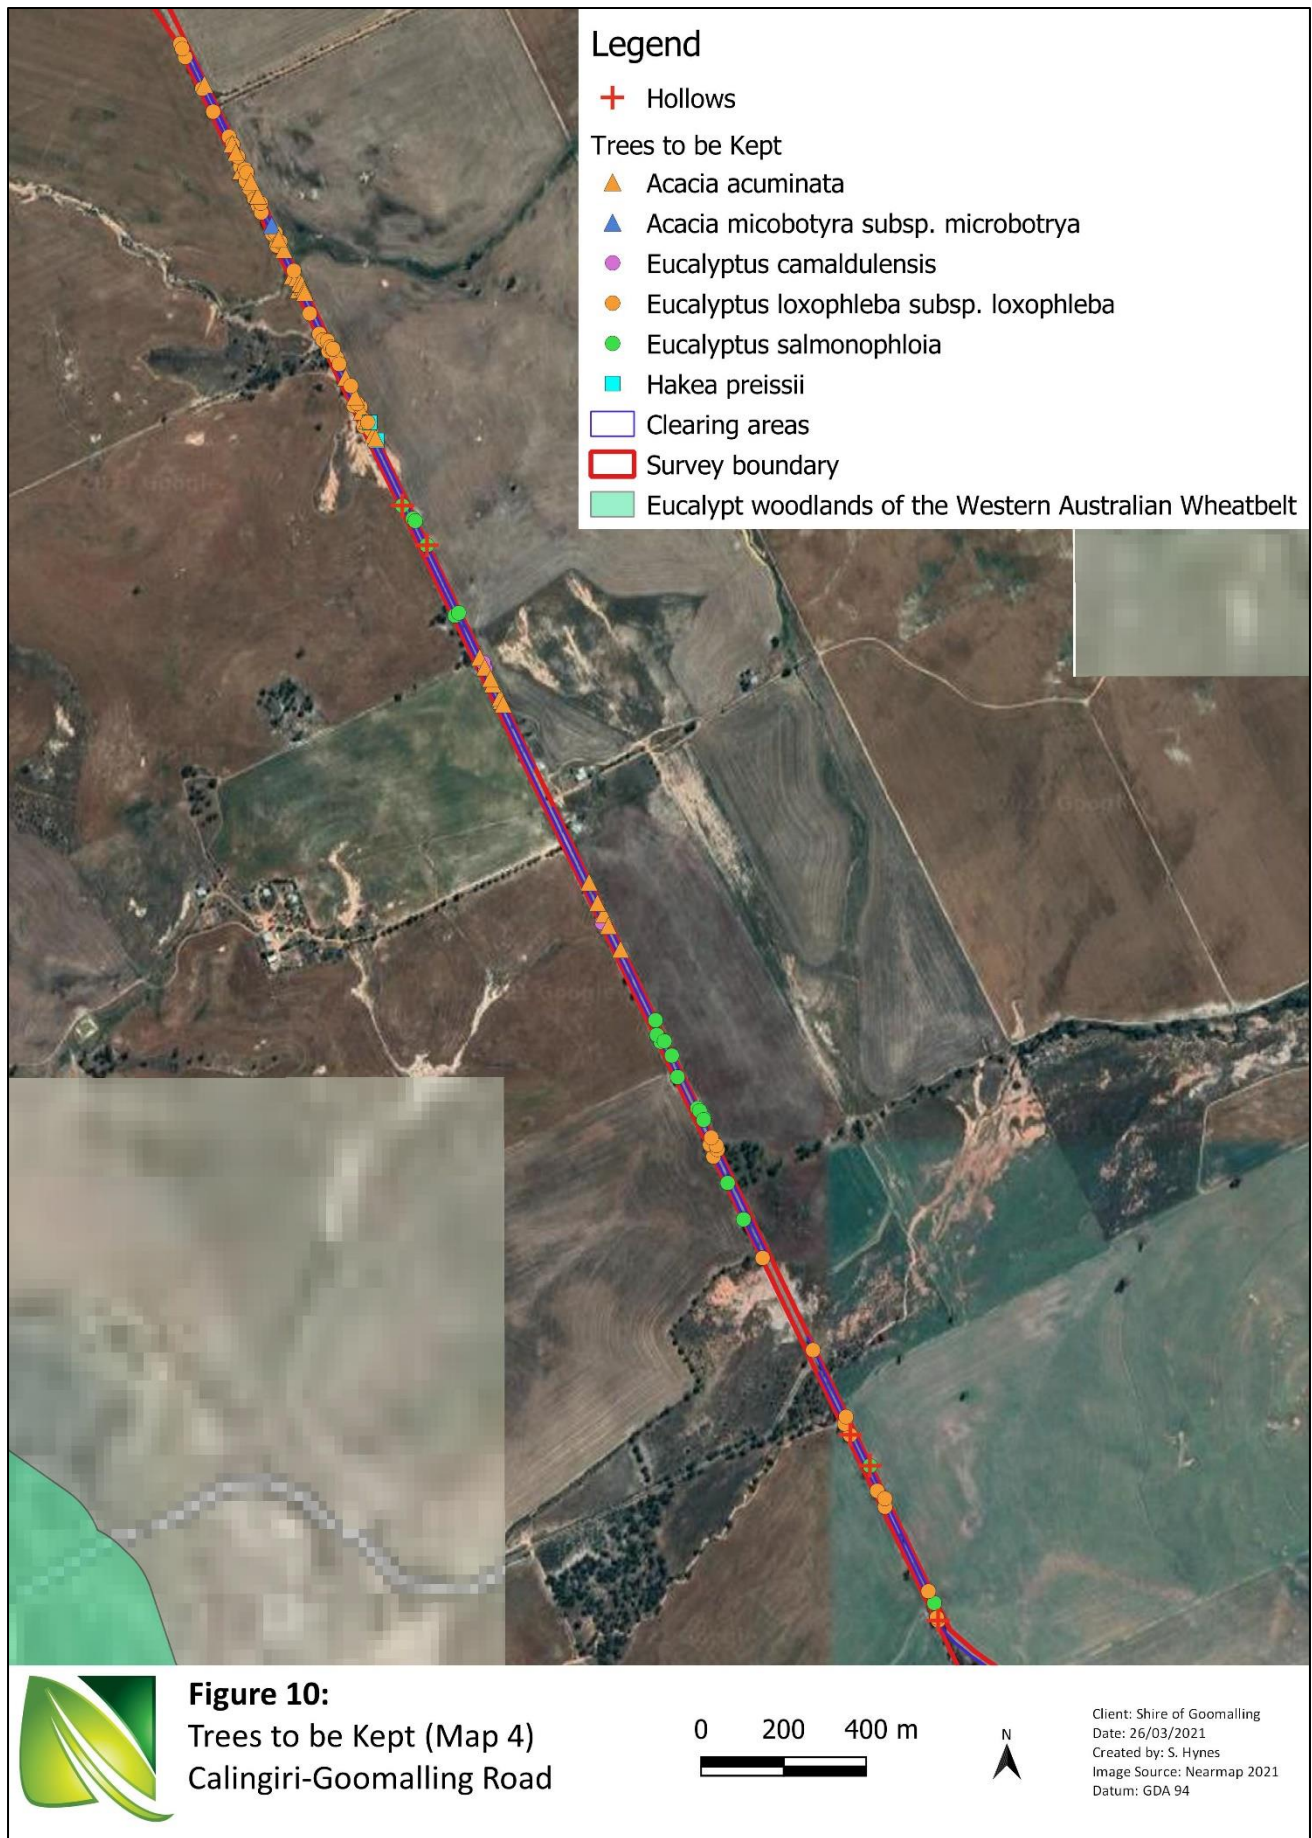 Legend
Hollows
Trees to be Kept
Acacia acuminata
Acacia micobotyra subsp. microbotrya
Eucalyptus camaldulensis
Eucalyptus loxophleba subsp. loxophleba
Eucalyptus salmonophloia
Hakea preissii
Clearing areas
Survey boundary
Eucalypt woodlands of the Western Australian Wheatbelt
Figure 10:
Trees to be Kept (Map 4)
Calingiri-Goomalling Road
0 200 400 m
N
Client: Shire of Goomalling
Date: 26/03/2021
Created by: S. Hynes
Image Source: Nearmap 2021
Datum: GDA 94